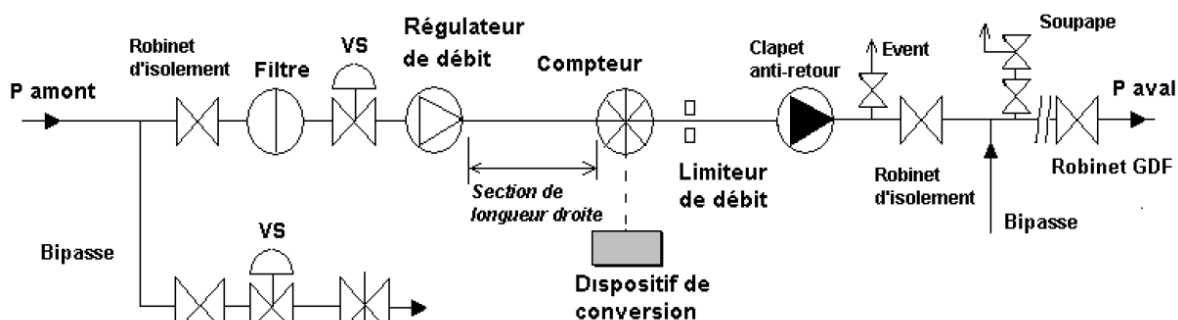 P amont
Robinet
d'isolement
Filtre
VS
Régulateur
de débit
Compteur
Clapet
anti-retour
Event
Soupape
P aval
Section de
longueur droite
Limiteur
de débit
Robinet
d'isolement
Robinet GDF
Bipasse
Bipasse
VS
Dispositif de
conversion